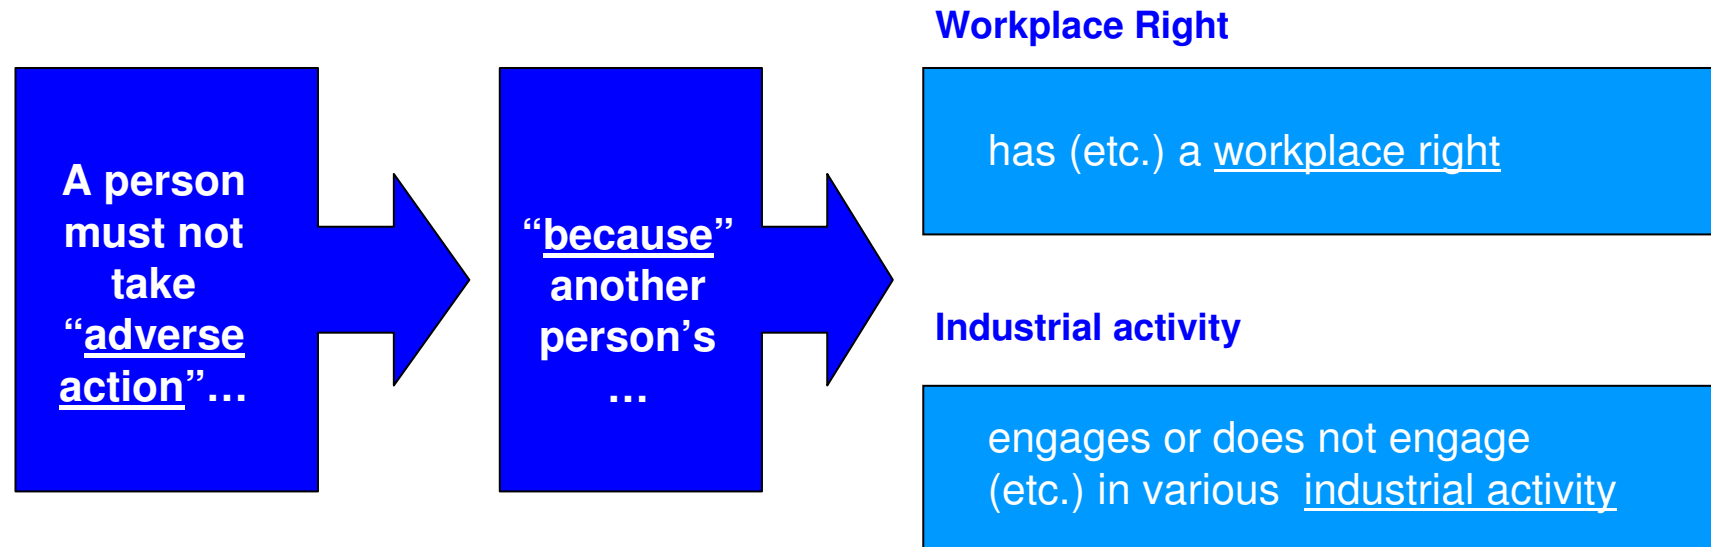 A person
must not
take
“adverse
action”…
“because”
another
person’s
…
Workplace Right
has (etc.) a workplace right
Industrial activity
engages or does not engage
(etc.) in various industrial activity